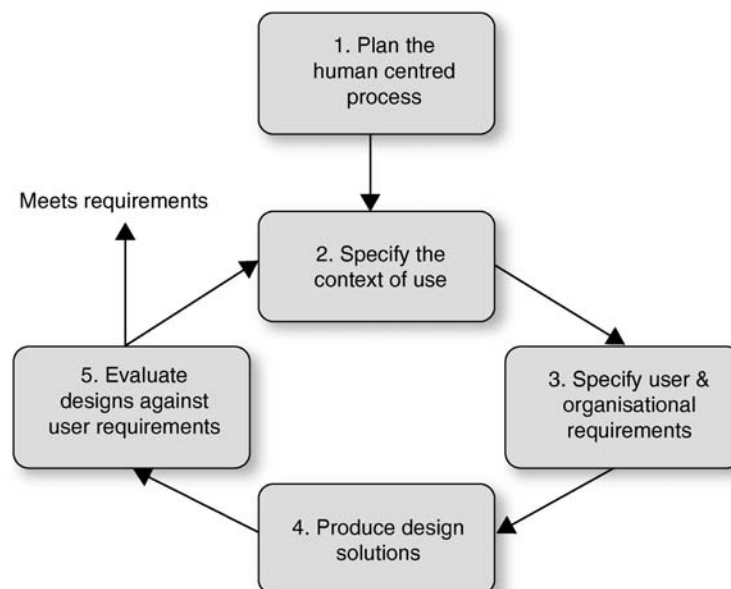 1. Plan the
human centred
process
Meets requirements
2. Specify the
context of use
5. Evaluate
designs against
user requirements
3. Specify user &
organisational
requirements
4. Produce design
solutions